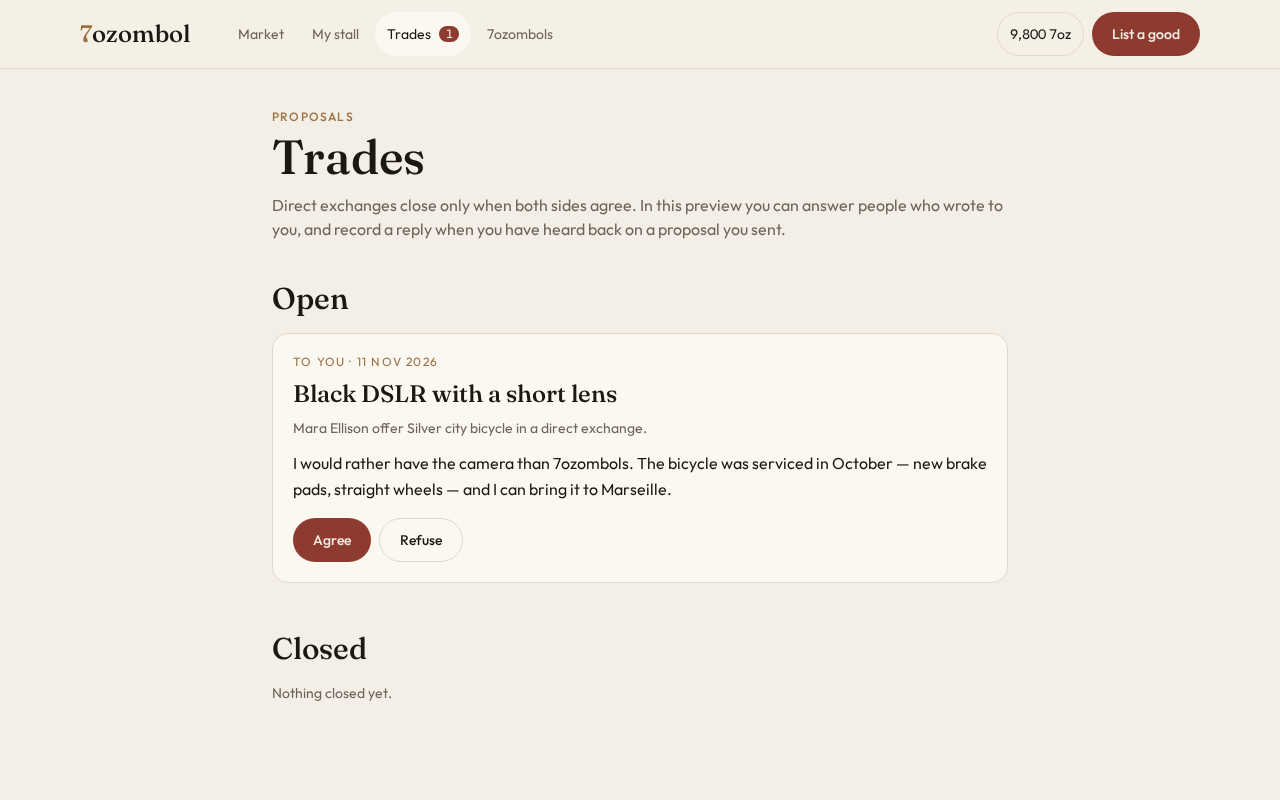 7ozombol
Market
My stall
Trades 1
7ozombols
9,800 7oz
List a good
PROPOSALS
Trades
Direct exchanges close only when both sides agree. In this preview you can answer people who wrote to
you, and record a reply when you have heard back on a proposal you sent.
Open
TO YOU · 11 NOV 2026
Black DSLR with a short lens
Mara Ellison offer Silver city bicycle in a direct exchange.
I would rather have the camera than 7ozombols. The bicycle was serviced in October — new brake
pads, straight wheels — and I can bring it to Marseille.
Agree
Refuse
Closed
Nothing closed yet.